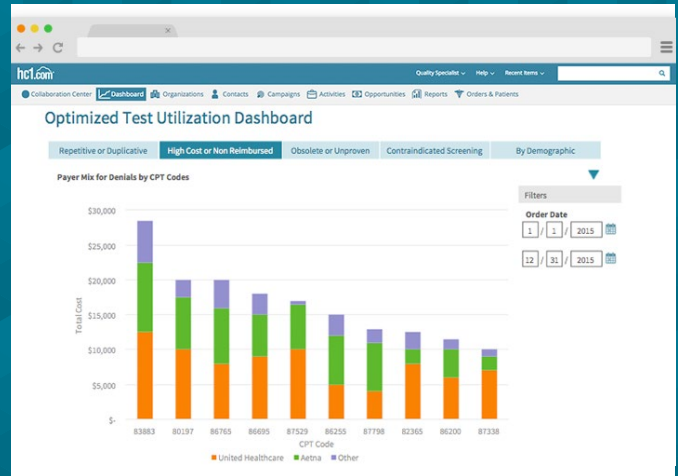 hc1.com
Quality Specialist Help Recent Items
Collaboration Center Dashboard Organizations Contacts Campaigns Activities Opportunities Reports Orders & Patients
Optimized Test Utilization Dashboard
Repetitive or Duplicative High Cost or Non Reimbursed Obsolete or Unproven Contraindicated Screening By Demographic
Payer Mix for Denials by CPT Codes
Filters
Order Date
1 / 1 / 2015
12 / 31 / 2015
$30,000
$25,000
$20,000
$15,000
$10,000
$5,000
$-
Total Cost
83883 80197 86765 86695 87529 86255 87798 82365 86200 87338
CPT Code
United Healthcare Aetna Other